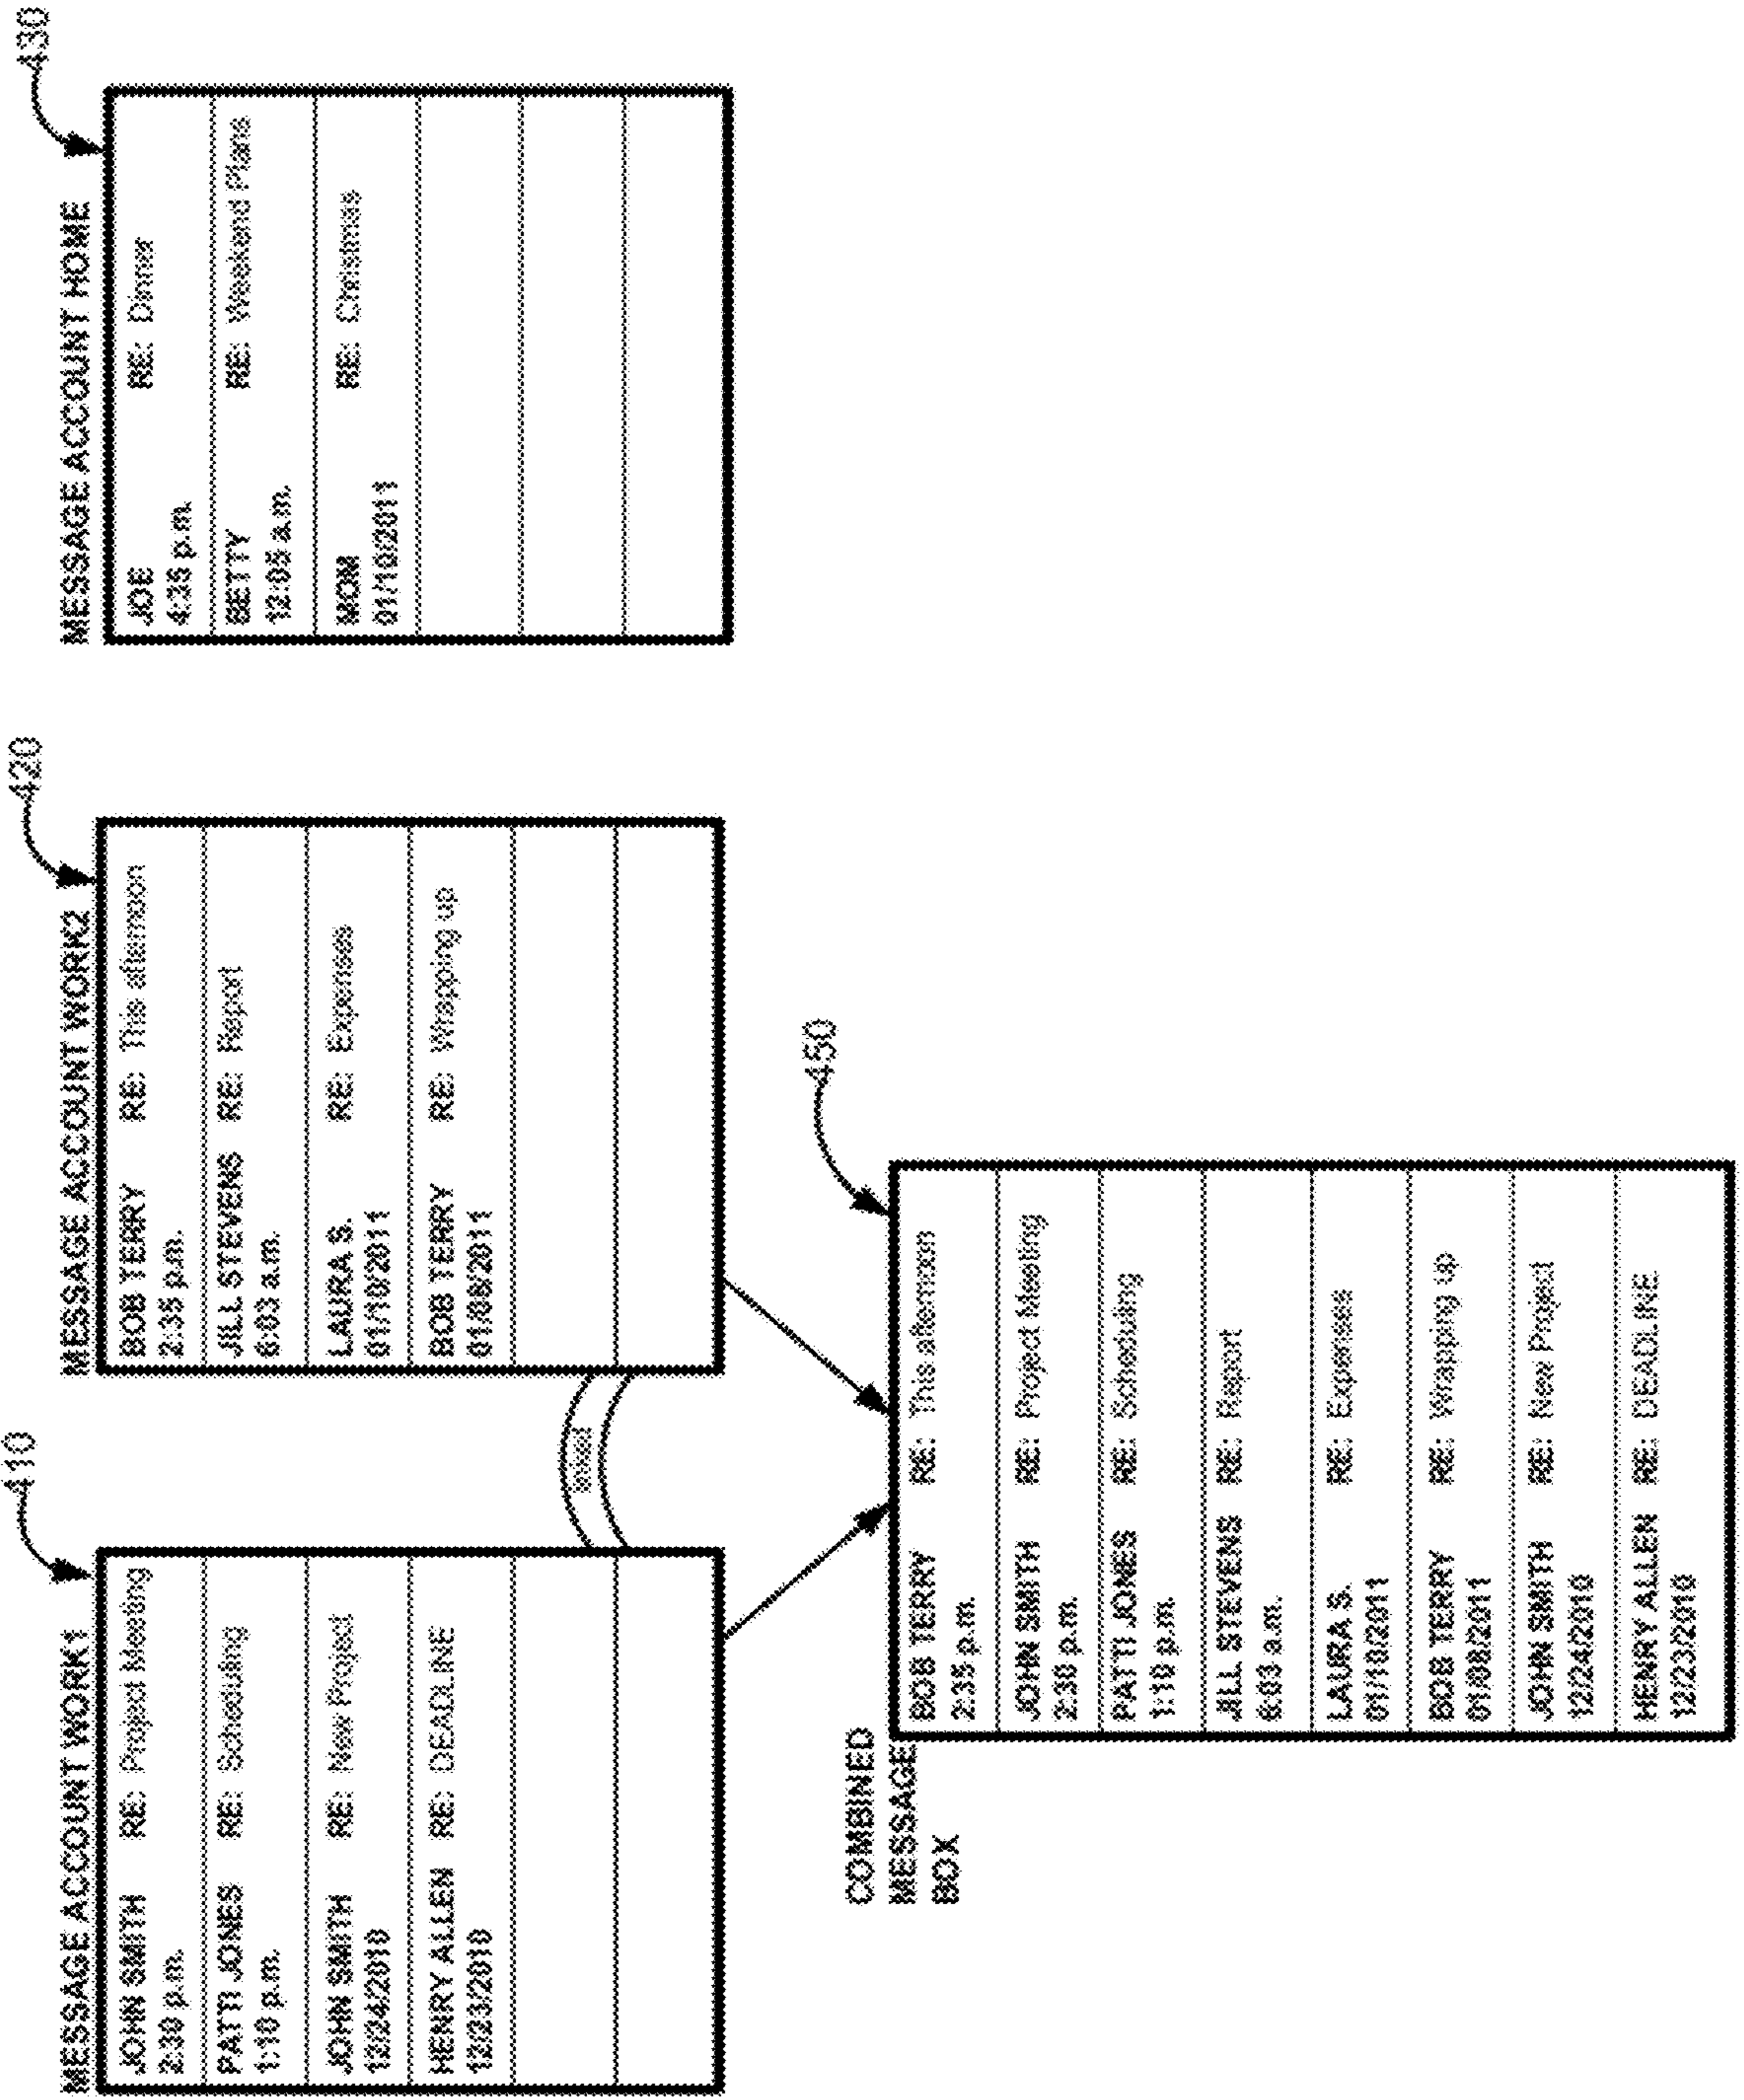 410
MESSAGE ACCOUNT WORK1
JOHN SMITH RE: Project Meeting
2:30 p.m.
PATTI JONES RE: Scheduling
1:10 p.m.
JOHN SMITH RE: New Project
12/24/2010
HENRY ALLEN RE: DEADLINE
12/23/2010
420
MESSAGE ACCOUNT WORK2
BOB TERRY RE: This afternoon
2:35 p.m.
JILL STEVENS RE: Report
6:03 a.m.
LAURA S. RE: Expenses
01/10/2011
BOB TERRY RE: Wrapping up
01/08/2011
430
MESSAGE ACCOUNT HOME
JOE RE: Dinner
4:35 p.m.
BETTY RE: Weekend Plans
12:05 a.m.
MOM RE: Christmas
01/10/2011
450
COMBINED
MESSAGE
BOX
BOB TERRY RE: This afternoon
2:35 p.m.
JOHN SMITH RE: Project Meeting
2:30 p.m.
PATTI JONES RE: Scheduling
1:10 p.m.
JILL STEVENS RE: Report
6:03 a.m.
LAURA S. RE: Expenses
01/10/2011
BOB TERRY RE: Wrapping up
01/08/2011
JOHN SMITH RE: New Project
12/24/2010
HENRY ALLEN RE: DEADLINE
12/23/2010